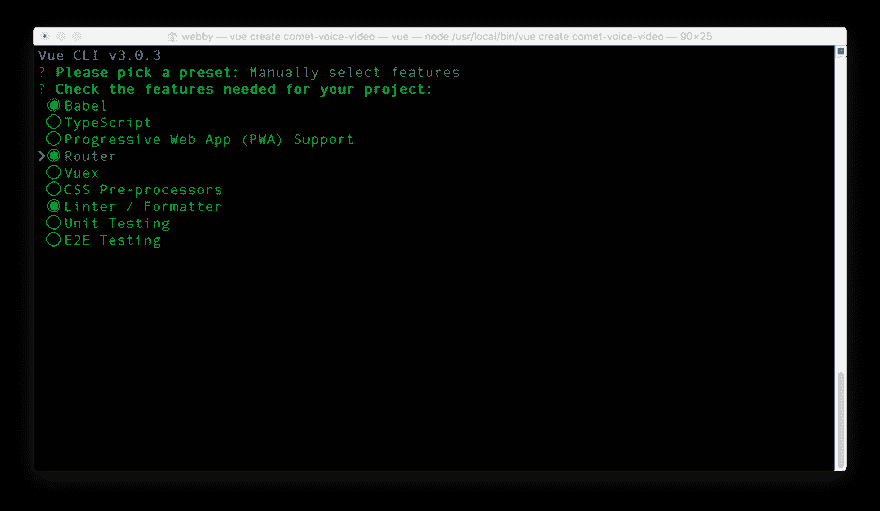 webby — vue create comet-voice-video — vue — node /usr/local/bin/vue create comet-voice-video — 90×25
Vue CLI v3.0.3
? Please pick a preset: Manually select features
? Check the features needed for your project:
◉ Babel
◯ TypeScript
◯ Progressive Web App (PWA) Support
❯◉ Router
◯ Vuex
◯ CSS Pre-processors
◉ Linter / Formatter
◯ Unit Testing
◯ E2E Testing